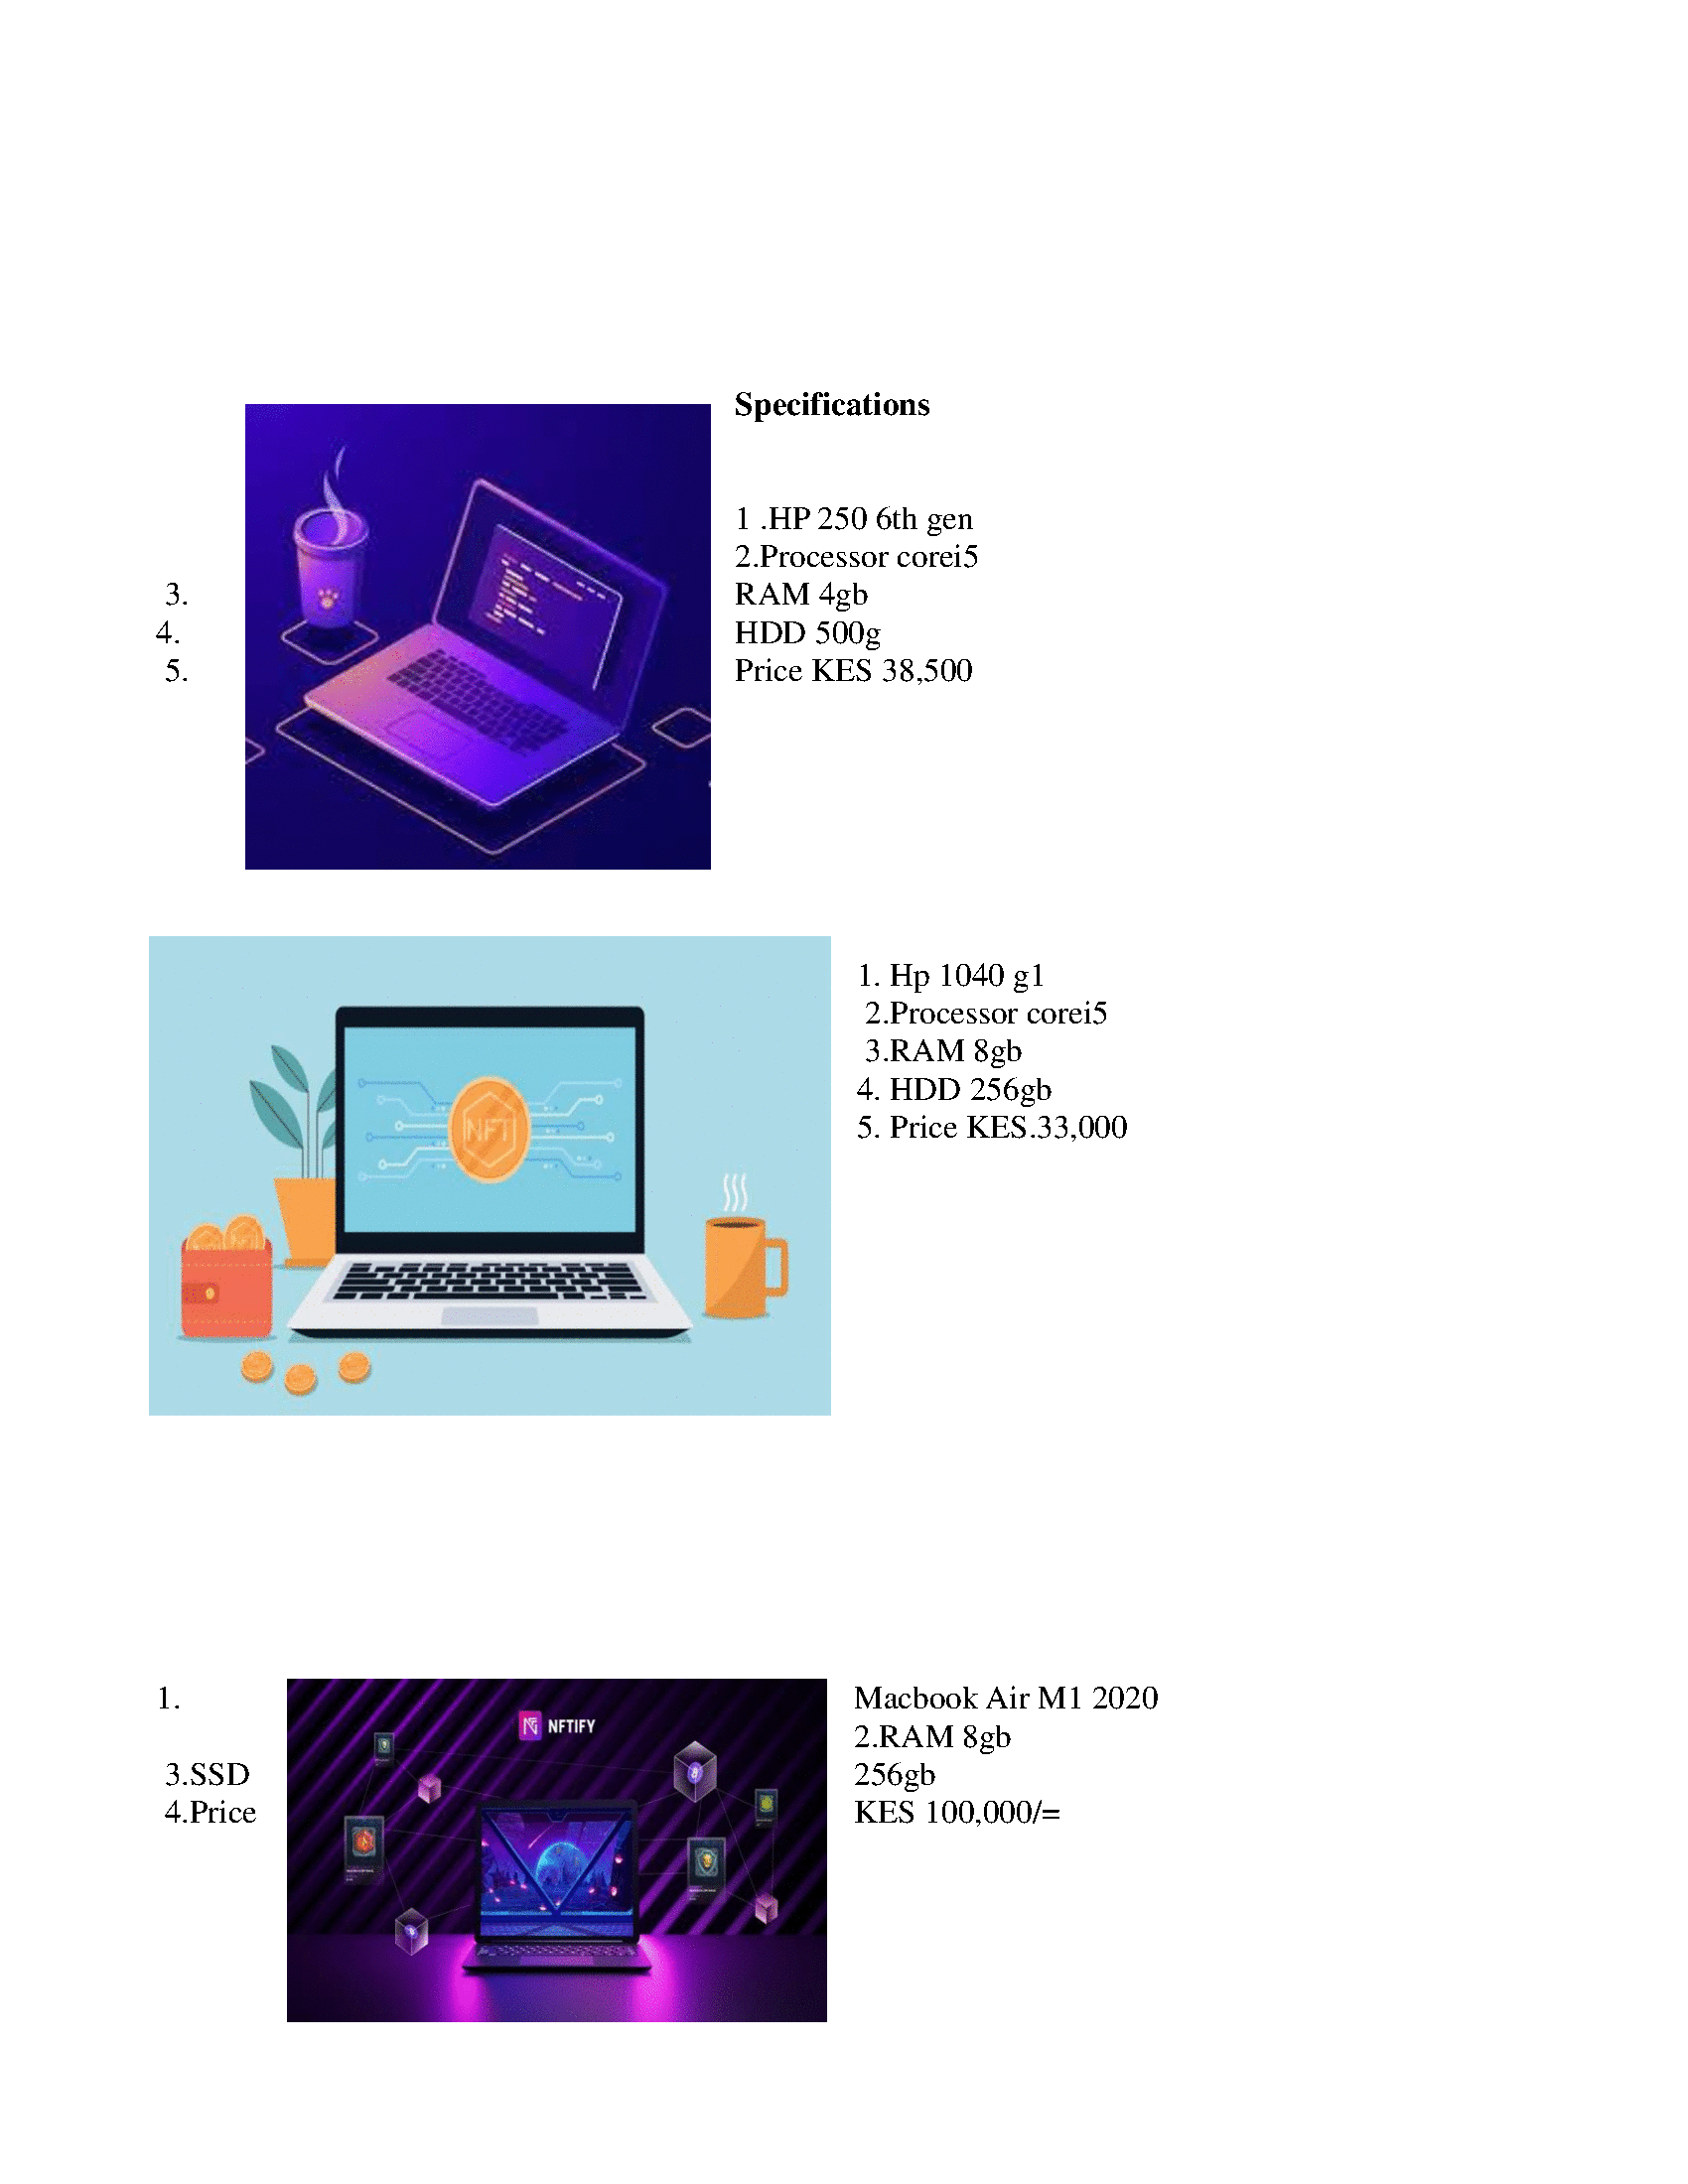 Specifications
1 .HP 250 6th gen
2.Processor corei5
3. RAM 4gb
4. HDD 500g
5. Price KES 38,500
NFT
1. Hp 1040 g1
2.Processor corei5
3.RAM 8gb
4. HDD 256gb
5. Price KES.33,000
1. Macbook Air M1 2020
2.RAM 8gb
3.SSD 256gb
4.Price KES 100,000/=
NFTIFY